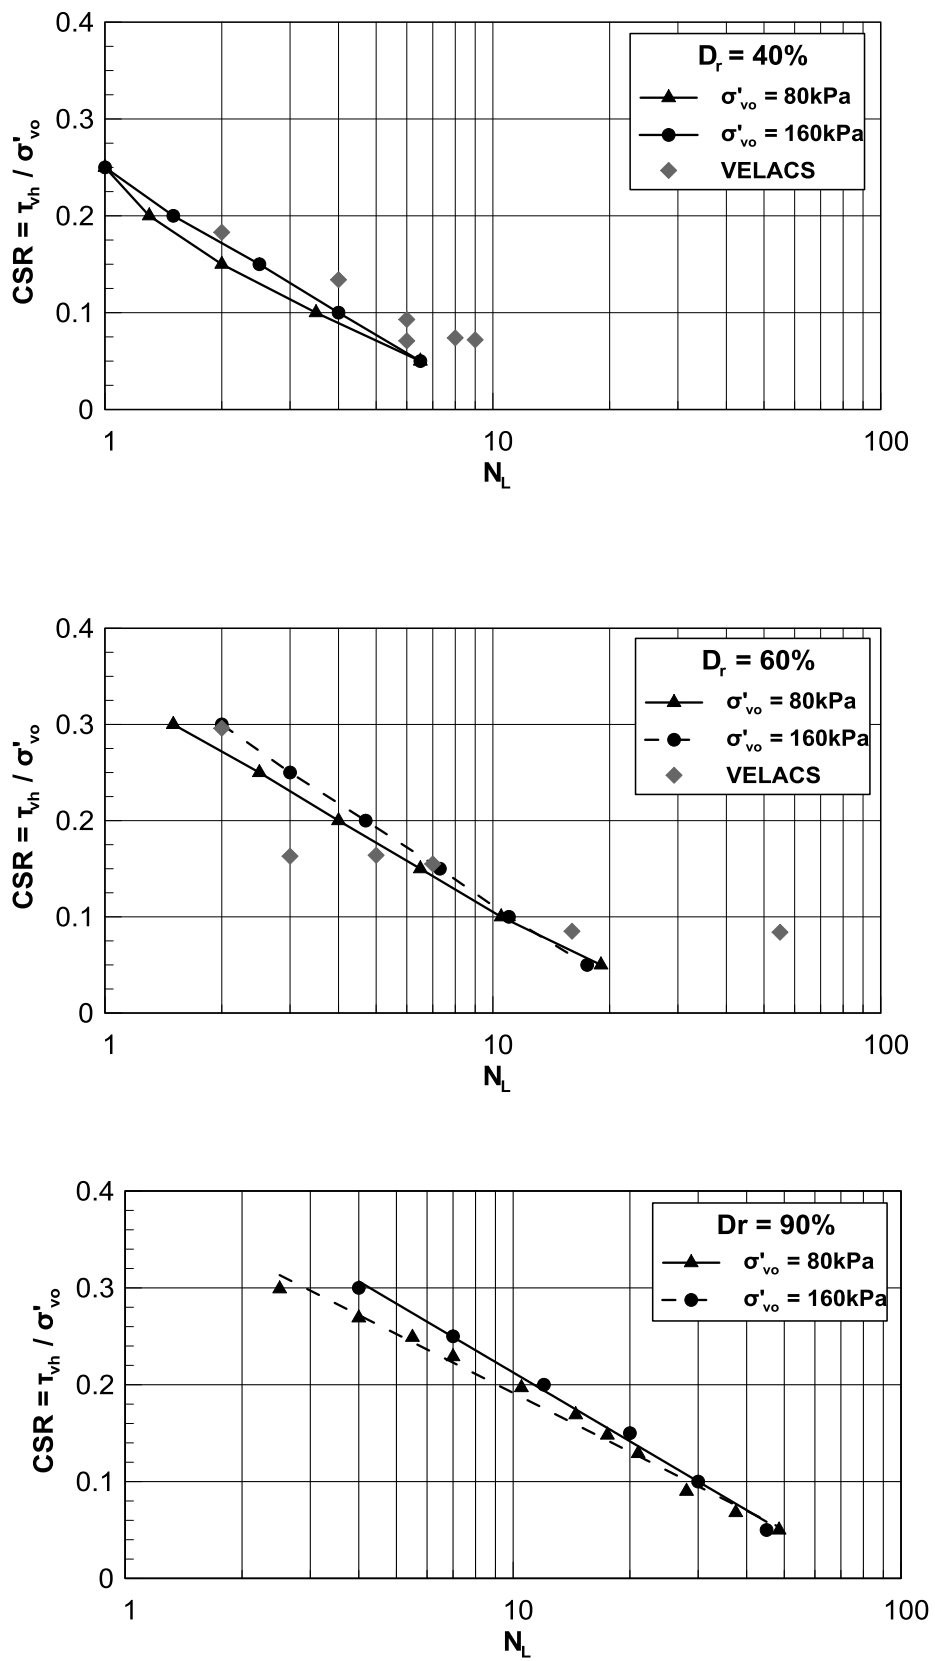 0.4
0.3
0.2
0.1
0
CSR = τvh / σ'vo
Dr = 40%
σ'vo = 80kPa
σ'vo = 160kPa
VELACS
1 10 100
NL
0.4
0.3
0.2
0.1
0
CSR = τvh / σ'vo
Dr = 60%
σ'vo = 80kPa
σ'vo = 160kPa
VELACS
1 10 100
NL
0.4
0.3
0.2
0.1
0
CSR = τvh / σ'vo
Dr = 90%
σ'vo = 80kPa
σ'vo = 160kPa
1 10 100
NL